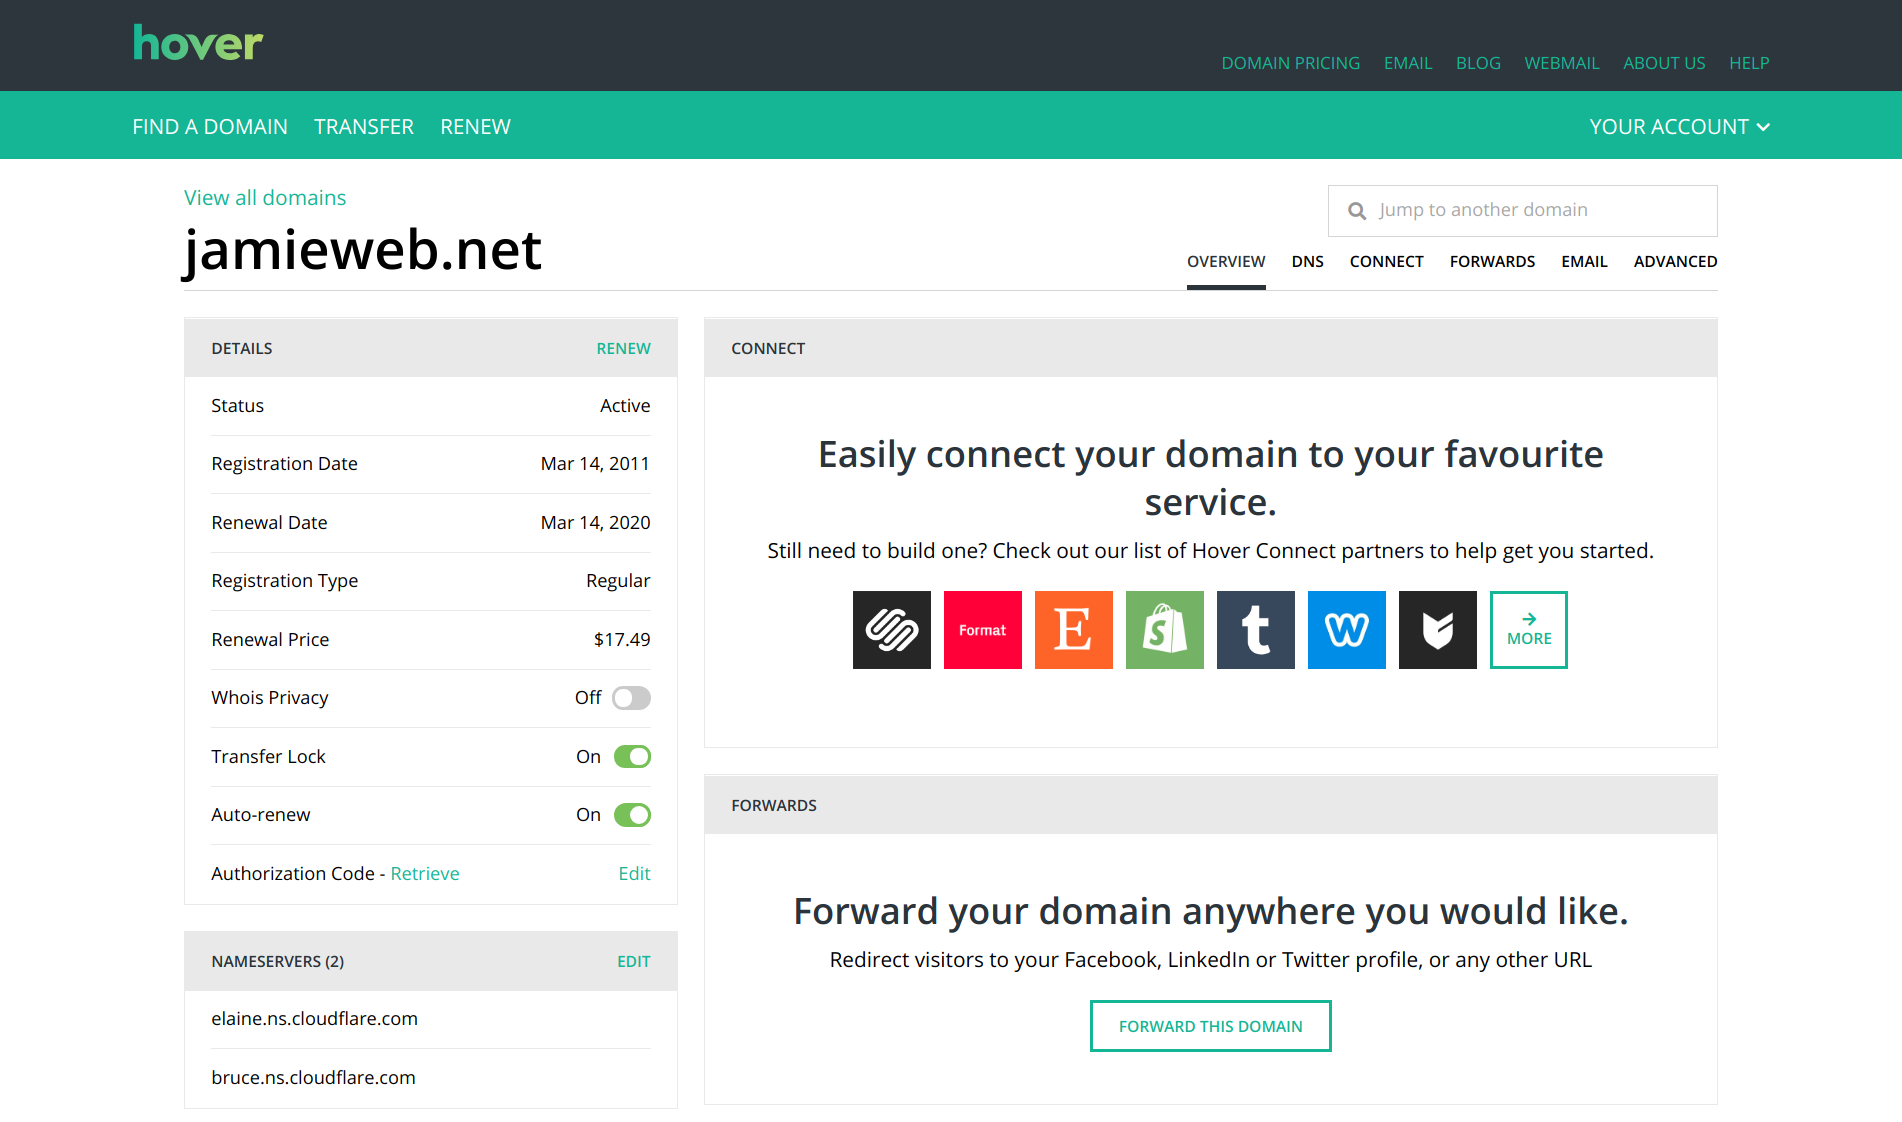 hover
DOMAIN PRICING EMAIL BLOG WEBMAIL ABOUT US HELP
FIND A DOMAIN TRANSFER RENEW YOUR ACCOUNT
View all domains
Jump to another domain
jamieweb.net
OVERVIEW DNS CONNECT FORWARDS EMAIL ADVANCED
DETAILS RENEW
Status Active
Registration Date Mar 14, 2011
Renewal Date Mar 14, 2020
Registration Type Regular
Renewal Price $17.49
Whois Privacy Off
Transfer Lock On
Auto-renew On
Authorization Code - Retrieve Edit
NAMESERVERS (2) EDIT
elaine.ns.cloudflare.com
bruce.ns.cloudflare.com
CONNECT
Easily connect your domain to your favourite
service.
Still need to build one? Check out our list of Hover Connect partners to help get you started.
Format E S t W MORE
FORWARDS
Forward your domain anywhere you would like.
Redirect visitors to your Facebook, LinkedIn or Twitter profile, or any other URL
FORWARD THIS DOMAIN